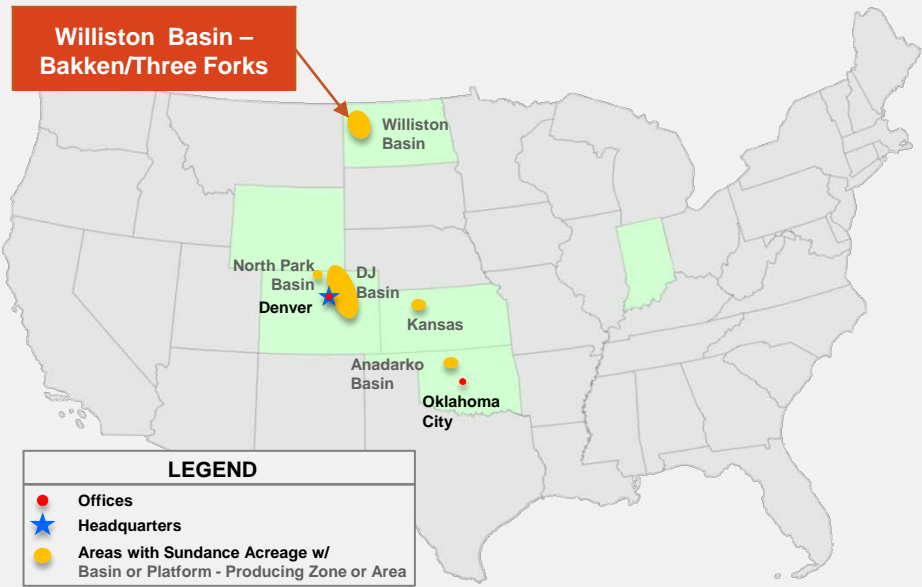 Williston Basin –
Bakken/Three Forks
Williston
Basin
North Park
Basin
DJ
Basin
Denver
Kansas
Anadarko
Basin
Oklahoma
City
LEGEND
Offices
Headquarters
Areas with Sundance Acreage w/
Basin or Platform - Producing Zone or Area